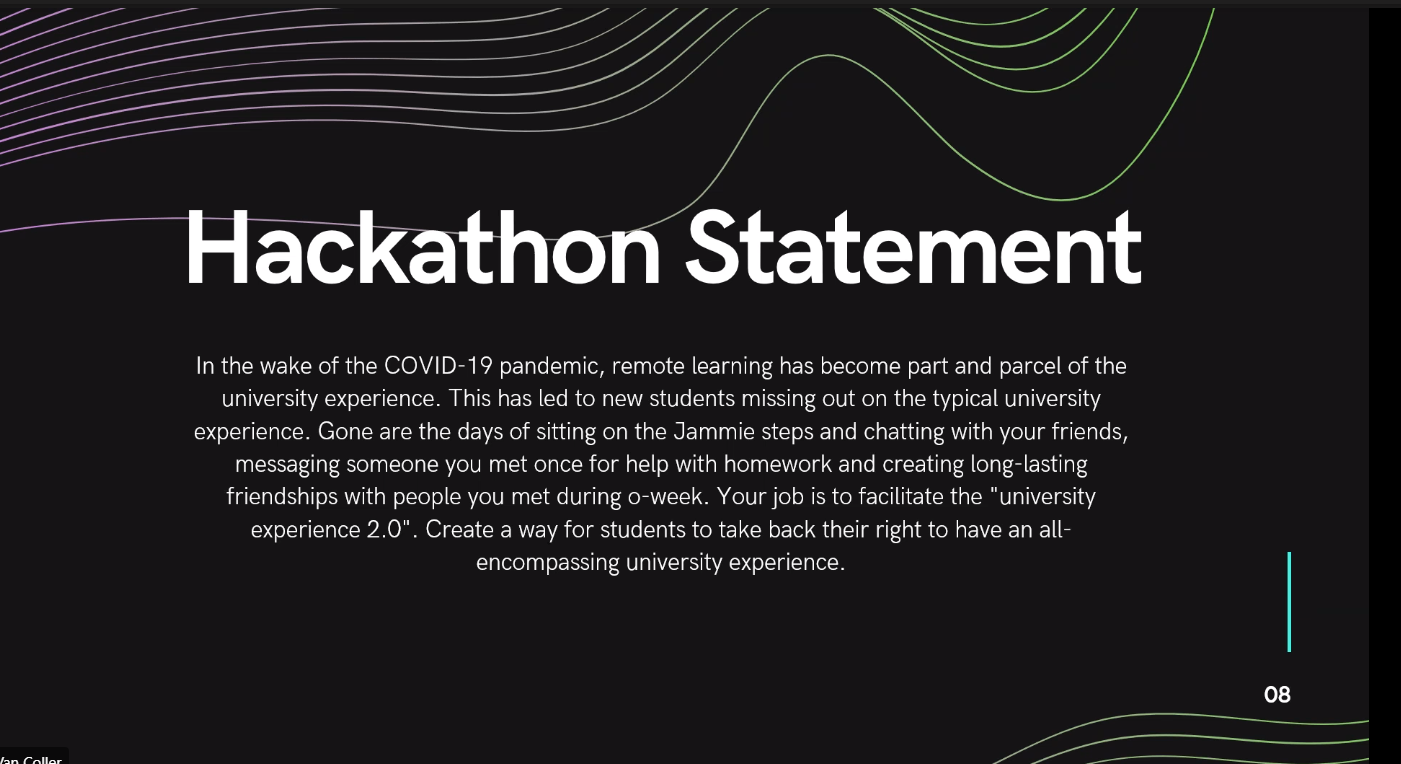 Hackathon Statement
In the wake of the COVID-19 pandemic, remote learning has become part and parcel of the
university experience. This has led to new students missing out on the typical university
experience. Gone are the days of sitting on the Jammie steps and chatting with your friends,
messaging someone you met once for help with homework and creating long-lasting
friendships with people you met during o-week. Your job is to facilitate the "university
experience 2.0". Create a way for students to take back their right to have an all-
encompassing university experience.
08
Van Coller